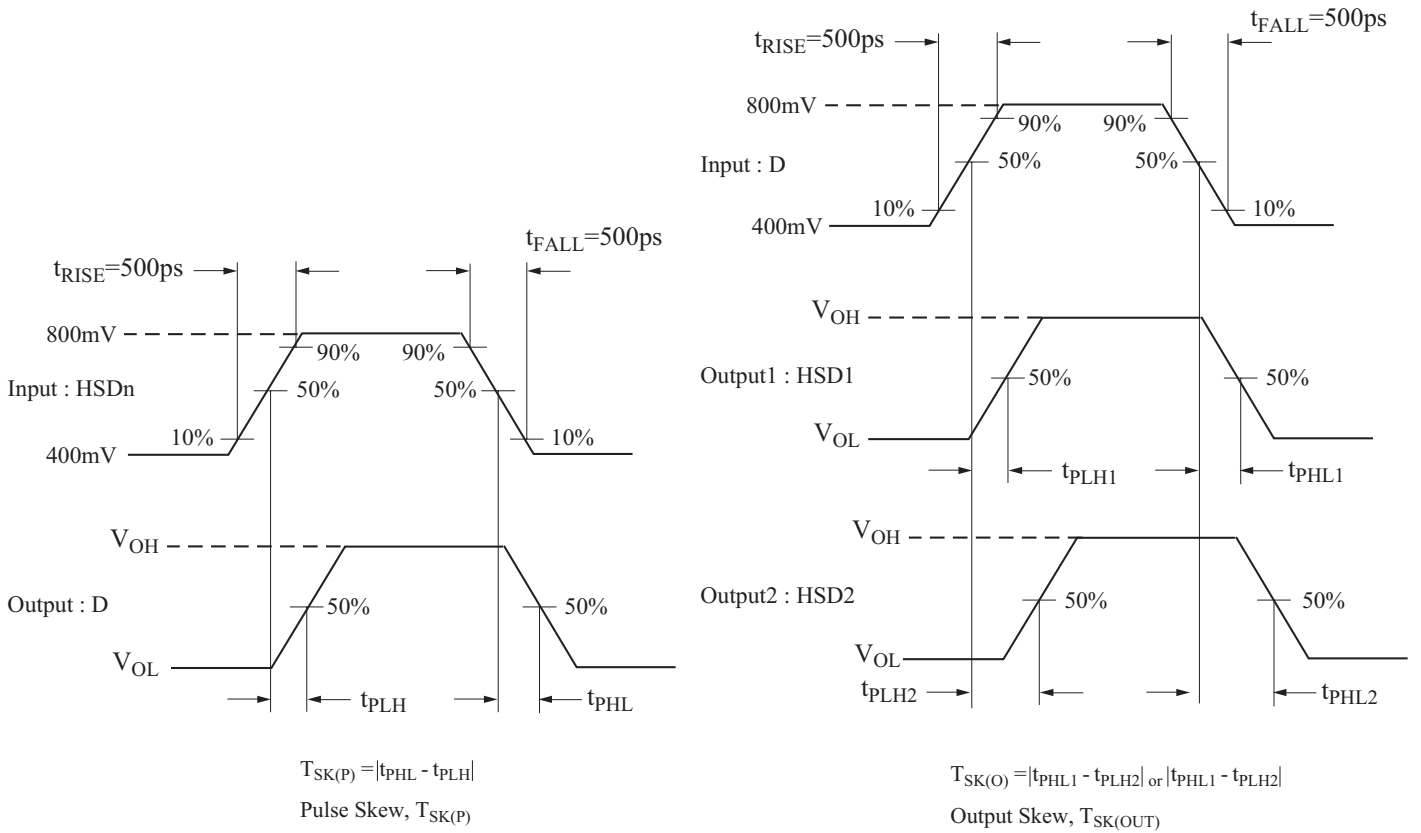 tFALL=500ps
tRISE=500ps
800mV
90% 90%
Input : HSDn
50% 50%
10% 10%
400mV
VOH
Output : D
50% 50%
VOL
tPLH tPHL
TSK(P) =|tPHL - tPLH|
Pulse Skew, TSK(P)
tFALL=500ps
tRISE=500ps
800mV
90% 90%
Input : D
50% 50%
10% 10%
400mV
VOH
Output1 : HSD1
50% 50%
VOL
tPLH1 tPHL1
VOH
Output2 : HSD2
50% 50%
VOL
tPLH2 tPHL2
TSK(O) =|tPHL1 - tPLH2| or |tPHL1 - tPLH2|
Output Skew, TSK(OUT)